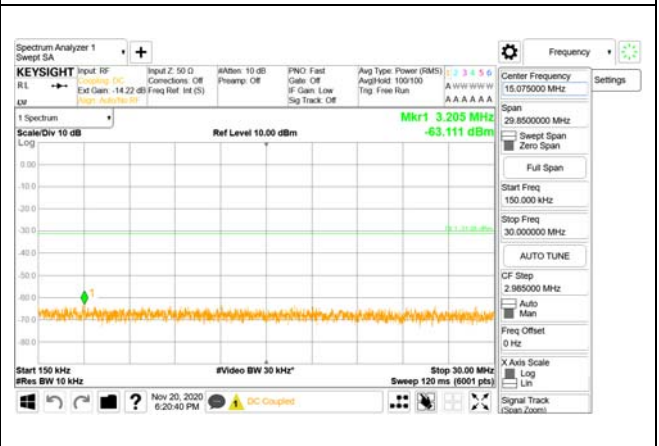 Spectrum Analyzer 1
Swept SA
Frequency
KEYSIGHT
RL
Input: RF
Coupling: DC
Ext Gain: -14.22 dB
Align: Auto/No RF
Input Z: 50 Ω
Corrections: Off
Freq Ref: Int (S)
#Atten: 10 dB
Preamp: Off
PNO: Fast
Gate: Off
IF Gain: Low
Sig Track: Off
Avg Type: Power (RMS)
Avg|Hold: 100/100
Trig: Free Run
1 2 3 4 5 6
A W W W W W
A A A A A A
1 Spectrum
Scale/Div 10 dB
Log
Ref Level 10.00 dBm
Mkr1 3.205 MHz
-63.111 dBm
0.00
-10.0
-20.0
-30.0
-40.0
-50.0
-60.0
-70.0
-80.0
1
Start 150 kHz
#Res BW 10 kHz
#Video BW 30 kHz*
Stop 30.00 MHz
Sweep 120 ms (6001 pts)
Nov 20, 2020
6:20:40 PM
DC Coupled
Center Frequency
15.075000 MHz
Settings
Span
29.8500000 MHz
Swept Span
Zero Span
Full Span
Start Freq
150.000 kHz
Stop Freq
30.000000 MHz
AUTO TUNE
CF Step
2.985000 MHz
Auto
Man
Freq Offset
0 Hz
X Axis Scale
Log
Lin
Signal Track
(Span Zoom)